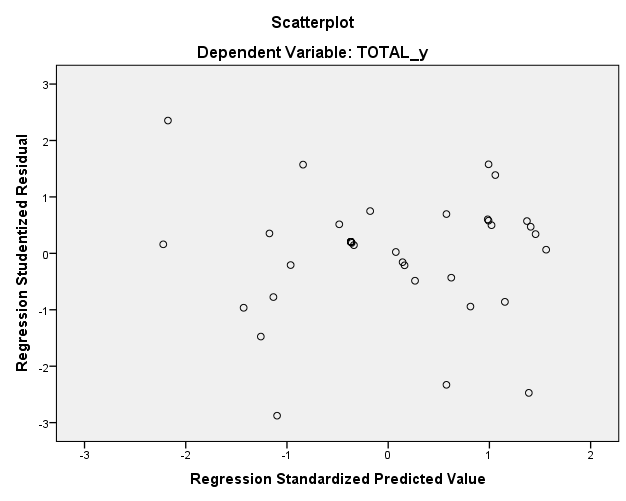 Scatterplot
Dependent Variable: TOTAL_y
Regression Studentized Residual
3
2
1
0
-1
-2
-3
-3 -2 -1 0 1 2
Regression Standardized Predicted Value